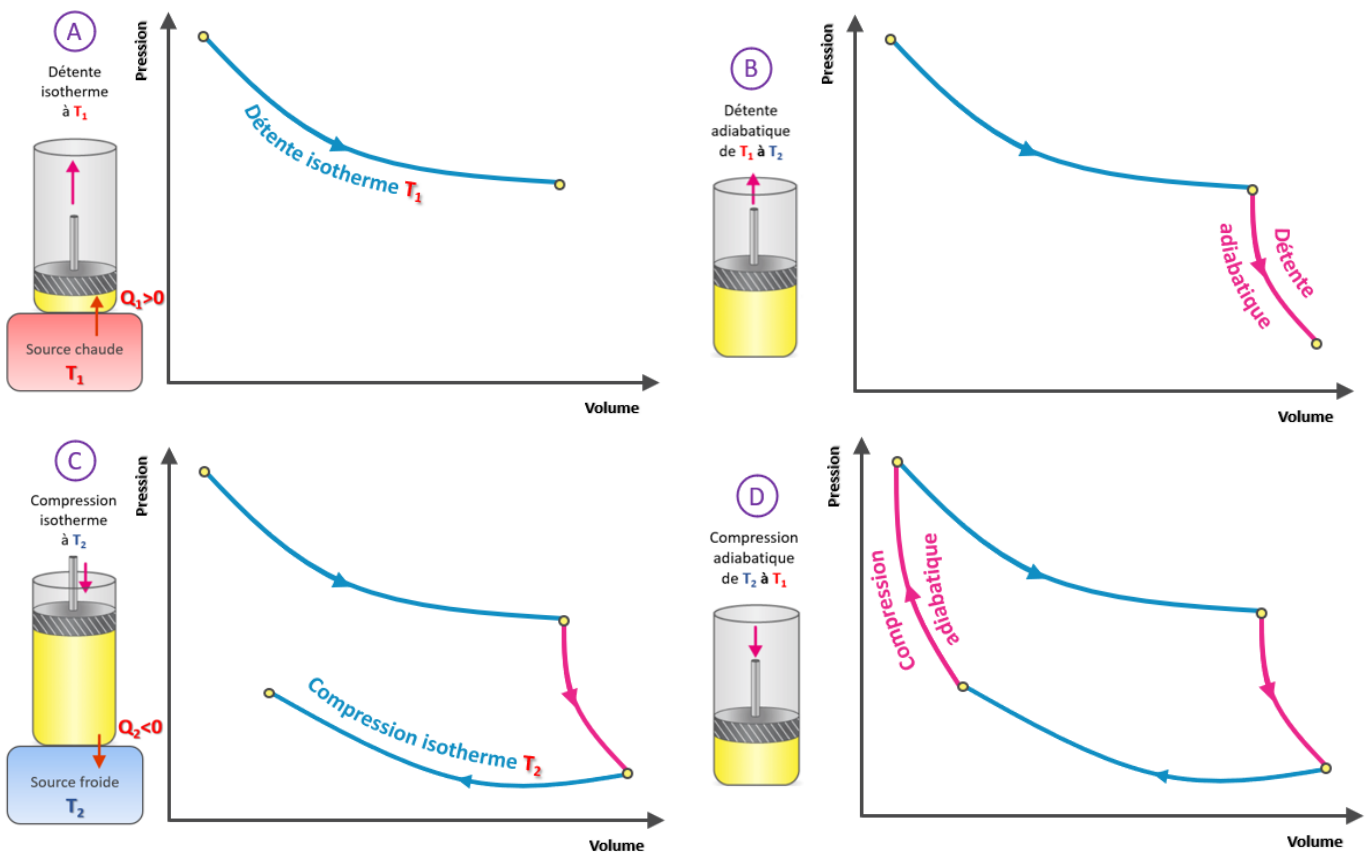 A
Détente
isotherme
à T₁
Q₁>0
Source chaude
T₁
Pression
Détente isotherme T₁
Volume
B
Détente
adiabatique
de T₁ à T₂
Pression
Détente
adiabatique
Volume
C
Compression
isotherme
à T₂
Q₂<0
Source froide
T₂
Pression
Compression isotherme T₂
Volume
D
Compression
adiabatique
de T₂ à T₁
Pression
Compression
adiabatique
Volume